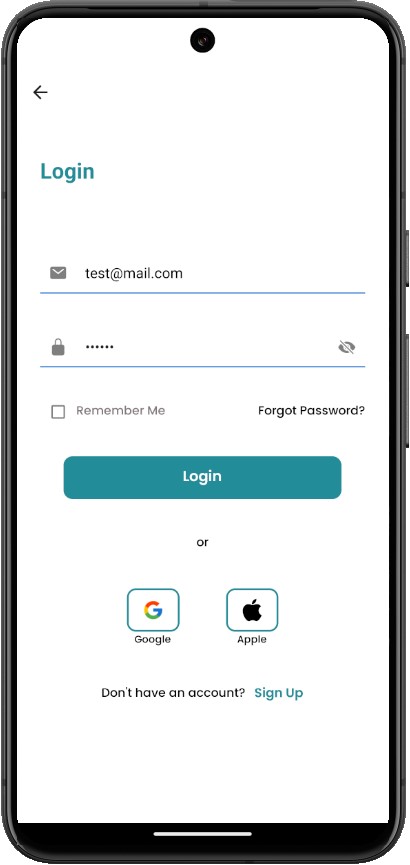 Login
test@mail.com
••••••
Remember Me Forgot Password?
Login
or
Google Apple
Don't have an account? Sign Up